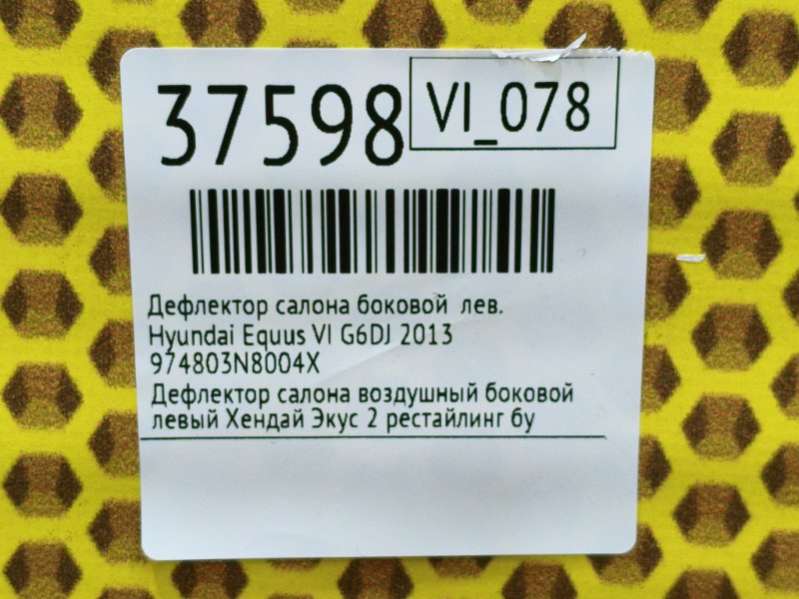 37598
VI_078
Дефлектор салона боковой лев.
Hyundai Equus VI G6DJ 2013
974803N8004X
Дефлектор салона воздушный боковой
левый Хендай Экус 2 рестайлинг бу